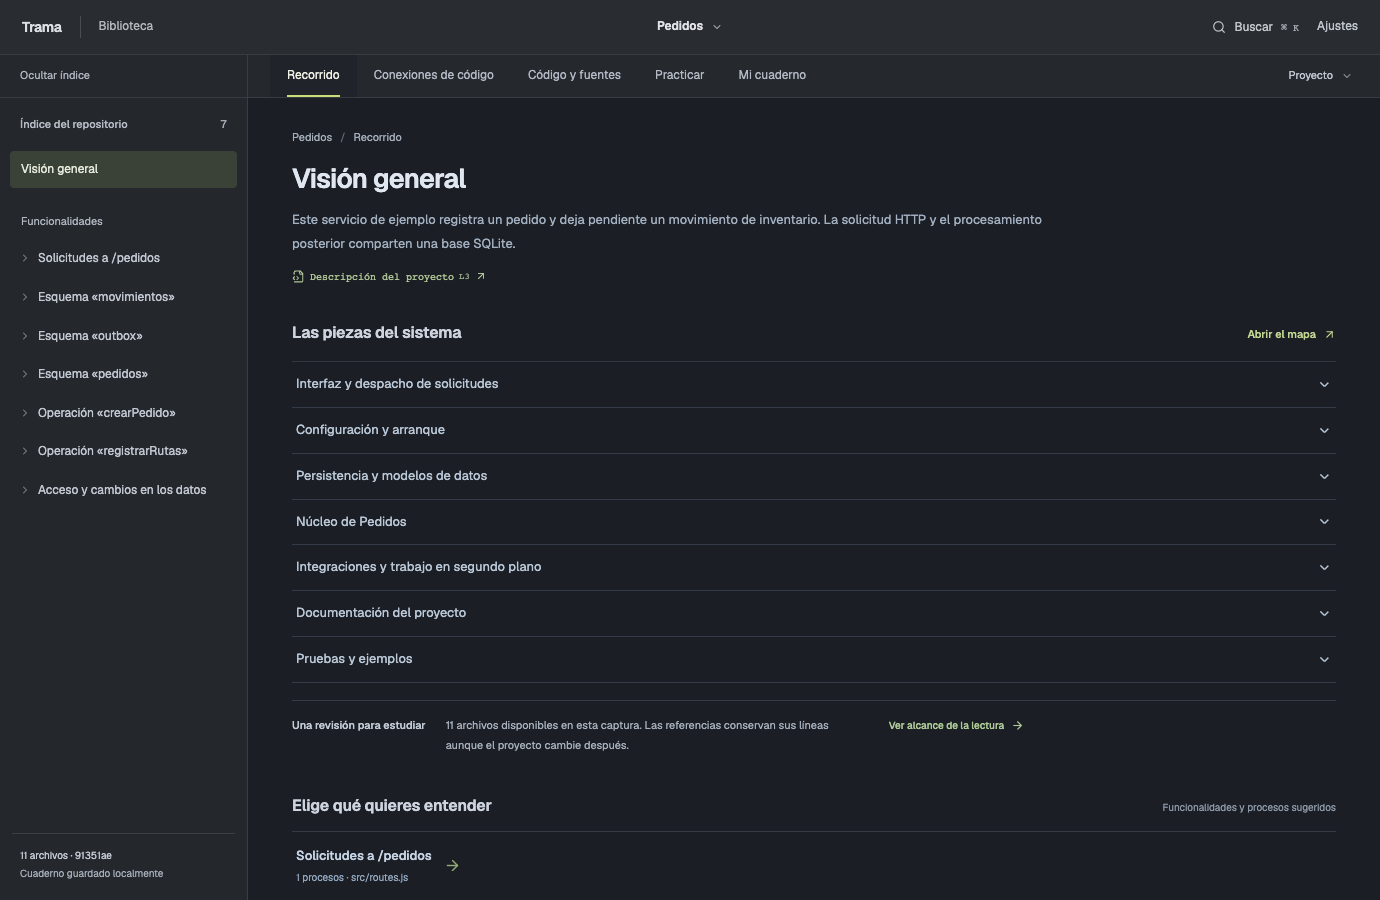 Trama
Biblioteca
Pedidos
Buscar ⌘ K
Ajustes
Ocultar índice
Recorrido
Conexiones de código
Código y fuentes
Practicar
Mi cuaderno
Proyecto
Índice del repositorio 7
Visión general
Funcionalidades
Solicitudes a /pedidos
Esquema «movimientos»
Esquema «outbox»
Esquema «pedidos»
Operación «crearPedido»
Operación «registrarRutas»
Acceso y cambios en los datos
11 archivos · 91351ae
Cuaderno guardado localmente
Pedidos / Recorrido
Visión general
Este servicio de ejemplo registra un pedido y deja pendiente un movimiento de inventario. La solicitud HTTP y el procesamiento
posterior comparten una base SQLite.
Descripción del proyecto L3
Las piezas del sistema
Abrir el mapa
Interfaz y despacho de solicitudes
Configuración y arranque
Persistencia y modelos de datos
Núcleo de Pedidos
Integraciones y trabajo en segundo plano
Documentación del proyecto
Pruebas y ejemplos
Una revisión para estudiar
11 archivos disponibles en esta captura. Las referencias conservan sus líneas
aunque el proyecto cambie después.
Ver alcance de la lectura
Elige qué quieres entender
Funcionalidades y procesos sugeridos
Solicitudes a /pedidos
1 procesos · src/routes.js